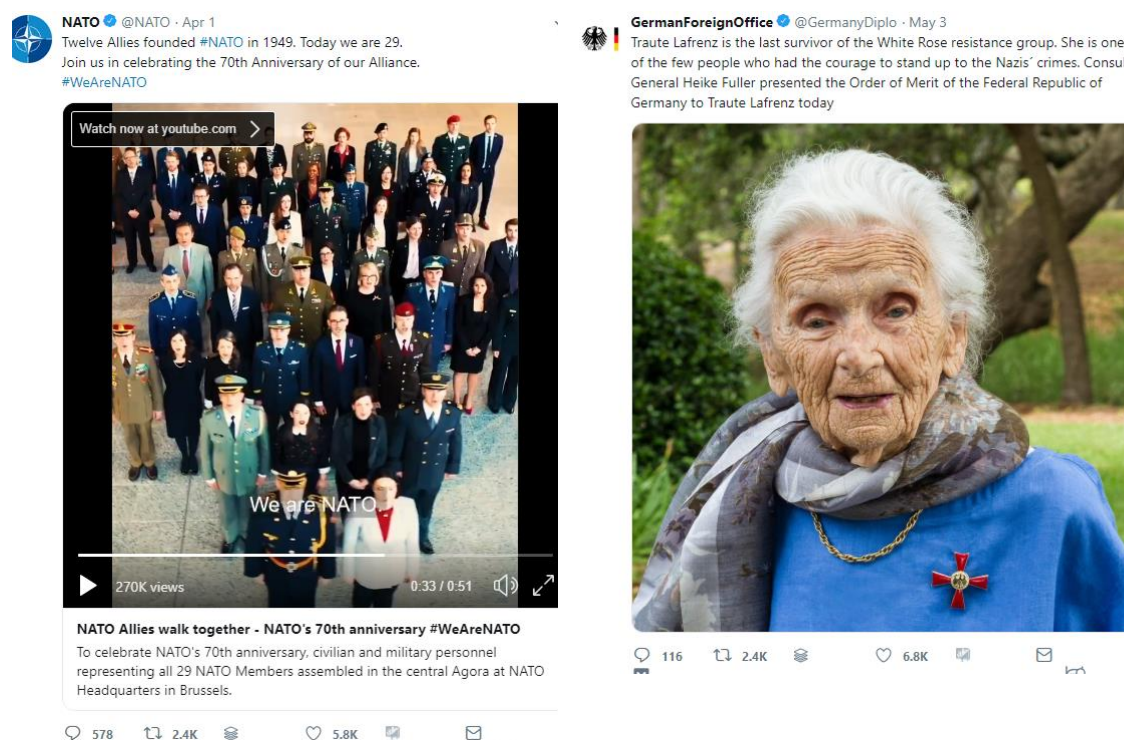 NATO @NATO · Apr 1
Twelve Allies founded #NATO in 1949. Today we are 29.
Join us in celebrating the 70th Anniversary of our Alliance.
#WeAreNATO
Watch now at youtube.com
We are NATO.
270K views
0:33 / 0:51
NATO Allies walk together - NATO's 70th anniversary #WeAreNATO
To celebrate NATO's 70th anniversary, civilian and military personnel
representing all 29 NATO Members assembled in the central Agora at NATO
Headquarters in Brussels.
578 2.4K 5.8K
GermanForeignOffice @GermanyDiplo · May 3
Traute Lafrenz is the last survivor of the White Rose resistance group. She is one
of the few people who had the courage to stand up to the Nazis´ crimes. Consul
General Heike Fuller presented the Order of Merit of the Federal Republic of
Germany to Traute Lafrenz today
116 2.4K 6.8K